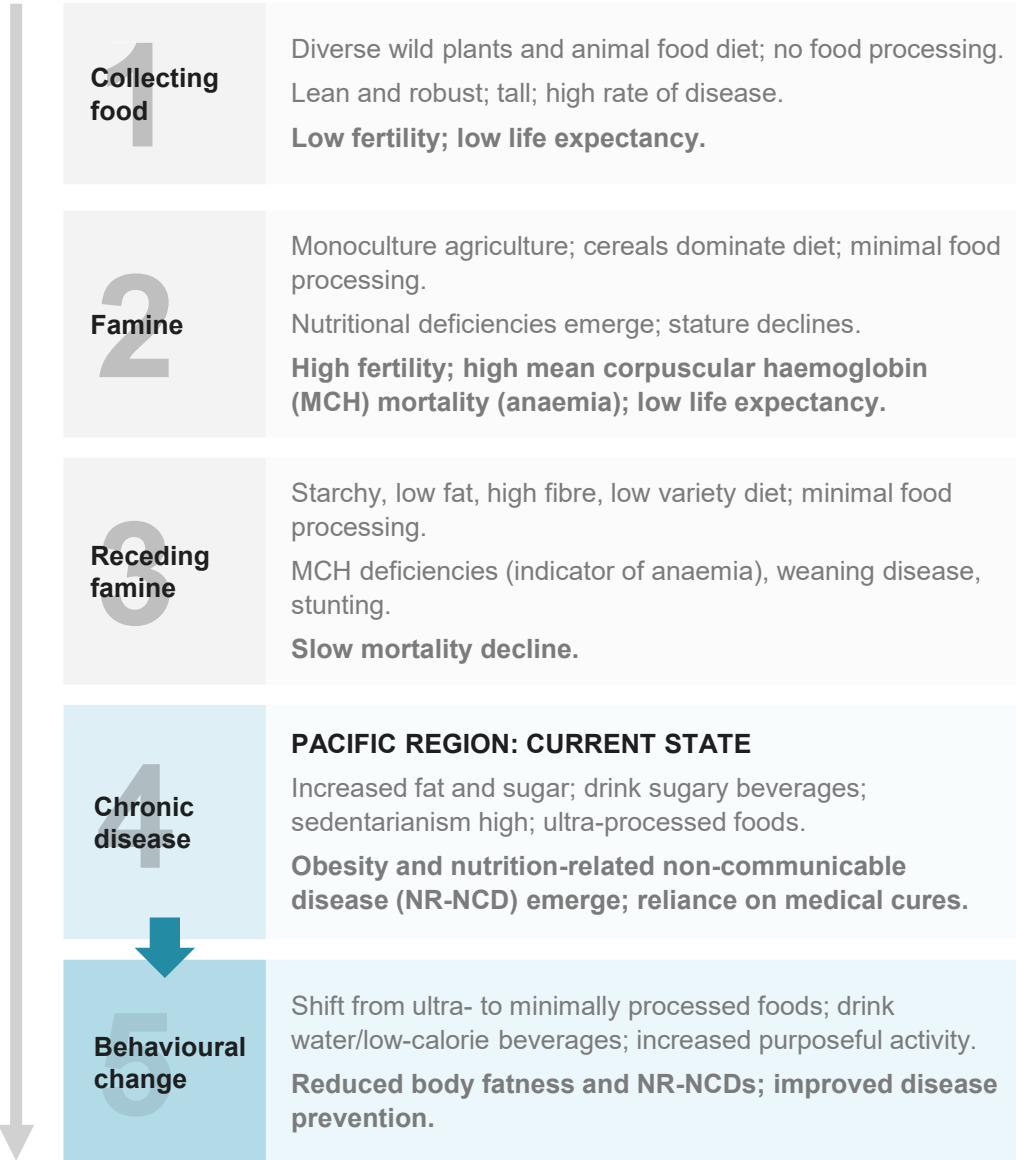 1
Collecting
food
Diverse wild plants and animal food diet; no food processing.
Lean and robust; tall; high rate of disease.
Low fertility; low life expectancy.
2
Famine
Monoculture agriculture; cereals dominate diet; minimal food
processing.
Nutritional deficiencies emerge; stature declines.
High fertility; high mean corpuscular haemoglobin
(MCH) mortality (anaemia); low life expectancy.
3
Receding
famine
Starchy, low fat, high fibre, low variety diet; minimal food
processing.
MCH deficiencies (indicator of anaemia), weaning disease,
stunting.
Slow mortality decline.
4
Chronic
disease
PACIFIC REGION: CURRENT STATE
Increased fat and sugar; drink sugary beverages;
sedentarianism high; ultra-processed foods.
Obesity and nutrition-related non-communicable
disease (NR-NCD) emerge; reliance on medical cures.
5
Behavioural
change
Shift from ultra- to minimally processed foods; drink
water/low-calorie beverages; increased purposeful activity.
Reduced body fatness and NR-NCDs; improved disease
prevention.